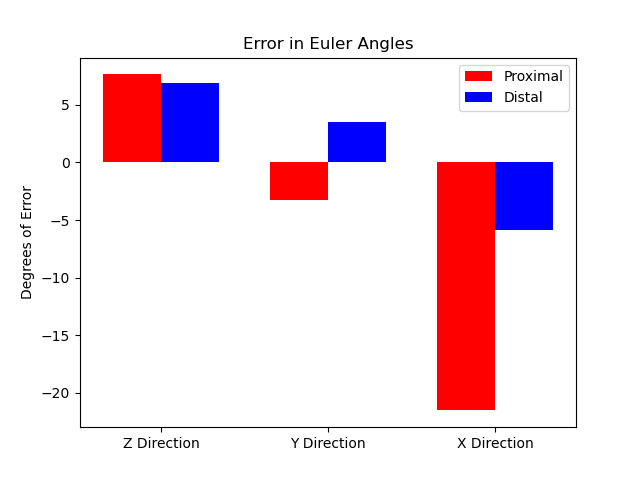 Error in Euler Angles
Proximal
Distal
Degrees of Error
5
0
−5
−10
−15
−20
Z Direction
Y Direction
X Direction